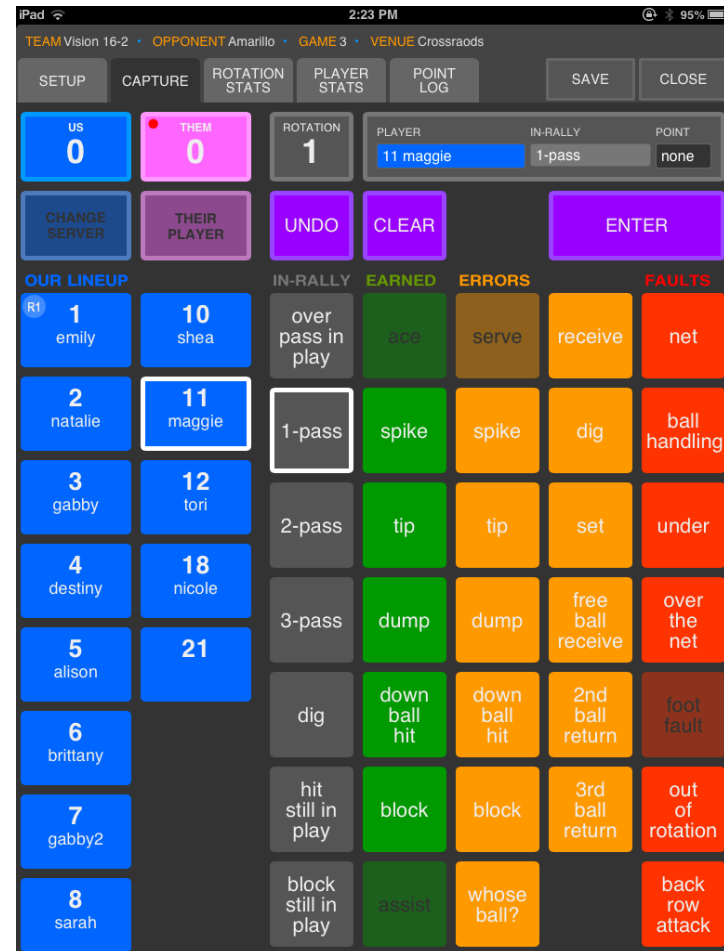 iPad 2:23 PM 95%
TEAM Vision 16-2 • OPPONENT Amarillo • GAME 3 • VENUE Crossraods
SETUP
CAPTURE
ROTATION
STATS
PLAYER
STATS
POINT
LOG
SAVE
CLOSE
US
0
THEM
0
ROTATION
1
PLAYER IN-RALLY POINT
11 maggie 1-pass none
CHANGE
SERVER
THEIR
PLAYER
UNDO
CLEAR
ENTER
OUR LINEUP
IN-RALLY EARNED ERRORS FAULTS
R1
1
emily
10
shea
over
pass in
play
ace
serve
receive
net
2
natalie
11
maggie
1-pass
spike
spike
dig
ball
handling
3
gabby
12
tori
2-pass
tip
tip
set
under
4
destiny
18
nicole
3-pass
dump
dump
free
ball
receive
over
the
net
5
alison
21
dig
down
ball
hit
down
ball
hit
2nd
ball
return
foot
fault
6
brittany
hit
still in
play
block
block
3rd
ball
return
out
of
rotation
7
gabby2
block
still in
play
assist
whose
ball?
back
row
attack
8
sarah